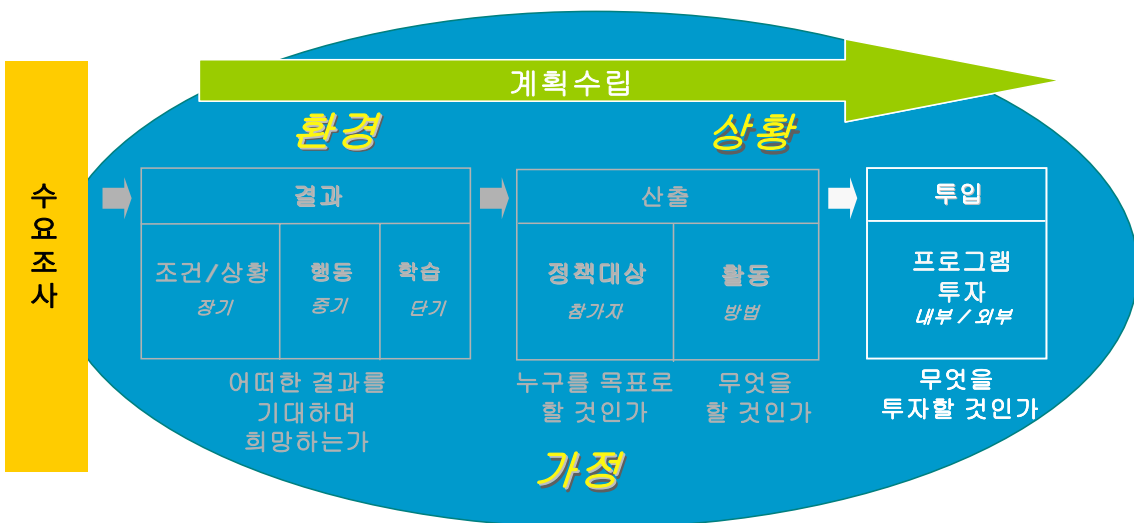 계획수립
환경
상황
수요조사
결과
조건/상황
장기
행동
중기
학습
단기
어떠한 결과를
기대하며
희망하는가
산출
정책대상
참가자
활동
방법
누구를 목표로
할 것인가
무엇을
할 것인가
투입
프로그램
투자
내부 / 외부
무엇을
투자할 것인가
가정